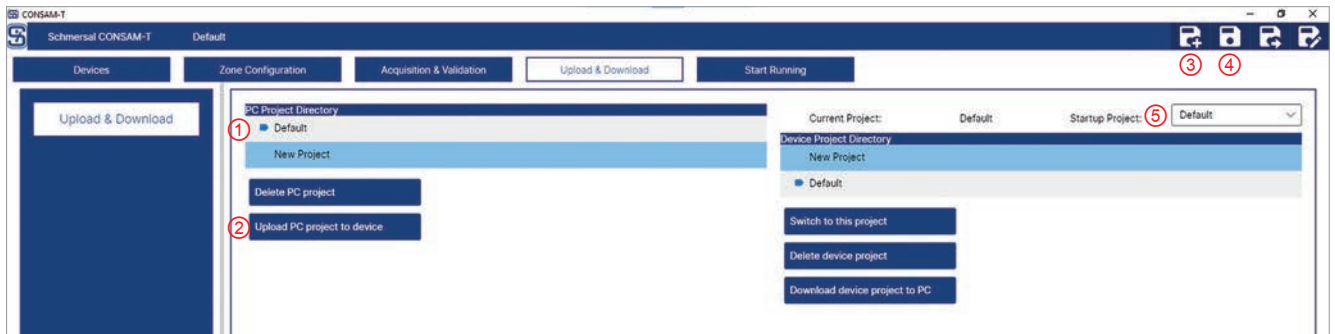 CONSAM-T
Schmersal CONSAM-T Default
③ ④
Devices Zone Configuration Acquisition & Validation Upload & Download Start Running
Upload & Download
PC Project Directory
① Default
New Project
Delete PC project
② Upload PC project to device
Current Project: Default Startup Project: ⑤ Default
Device Project Directory
New Project
Default
Switch to this project
Delete device project
Download device project to PC